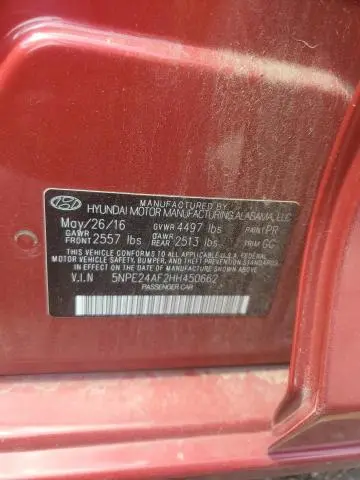 MANUFACTURED BY
HYUNDAI MOTOR MANUFACTURING ALABAMA, LLC
May/26/16 GVWR 4497 lbs PAINT PR
GAWR FRONT 2557 lbs GAWR REAR 2513 lbs TRIM GG
THIS VEHICLE CONFORMS TO ALL APPLICABLE U.S.A. FEDERAL
MOTOR VEHICLE SAFETY, BUMPER, AND THEFT PREVENTION STANDARDS
IN EFFECT ON THE DATE OF MANUFACTURE SHOWN ABOVE.
V.I.N 5NPE24AF2HH450662
PASSENGER CAR